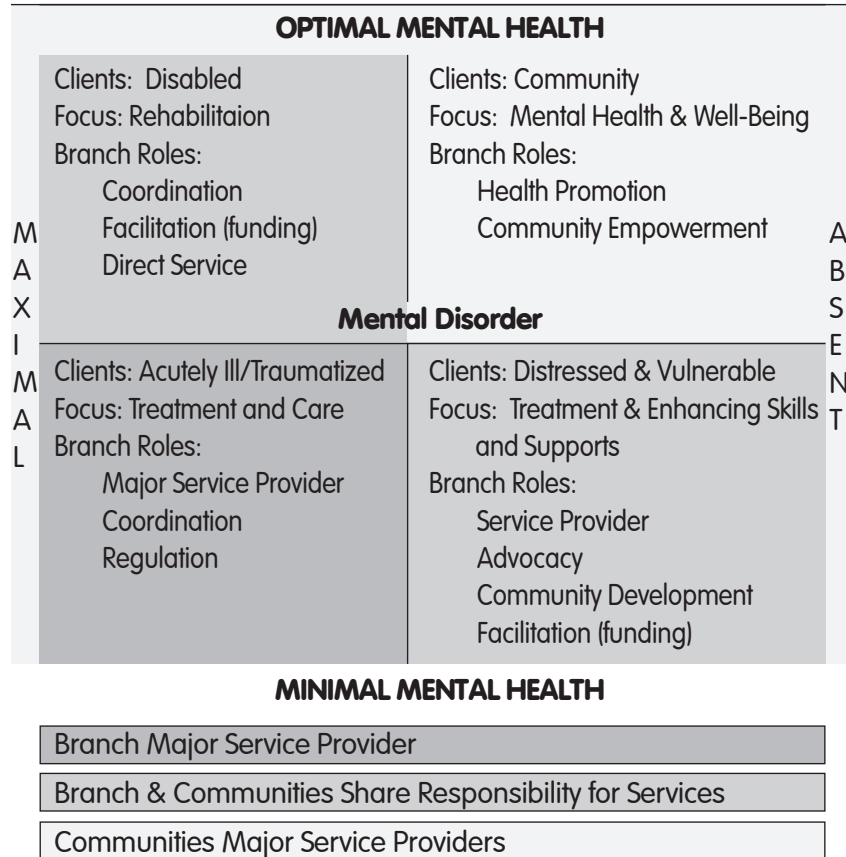 OPTIMAL MENTAL HEALTH
Clients: Disabled
Focus: Rehabilitaion
Branch Roles:
Coordination
Facilitation (funding)
Direct Service
Clients: Community
Focus: Mental Health & Well-Being
Branch Roles:
Health Promotion
Community Empowerment
MAXIMAL
ABSENT
Mental Disorder
Clients: Acutely Ill/Traumatized
Focus: Treatment and Care
Branch Roles:
Major Service Provider
Coordination
Regulation
Clients: Distressed & Vulnerable
Focus: Treatment & Enhancing Skills
and Supports
Branch Roles:
Service Provider
Advocacy
Community Development
Facilitation (funding)
MINIMAL MENTAL HEALTH
Branch Major Service Provider
Branch & Communities Share Responsibility for Services
Communities Major Service Providers